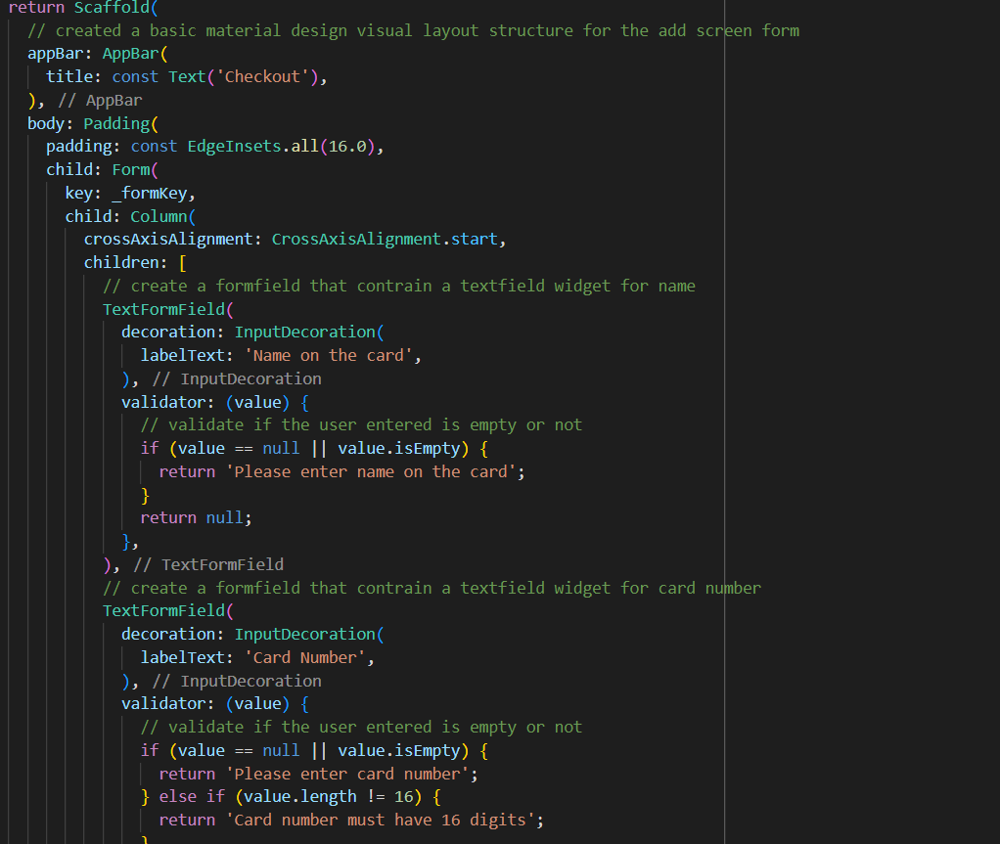 return Scaffold(
  // created a basic material design visual layout structure for the add screen form
  appBar: AppBar(
    title: const Text('Checkout'),
  ), // AppBar
  body: Padding(
    padding: const EdgeInsets.all(16.0),
    child: Form(
      key: _formKey,
      child: Column(
        crossAxisAlignment: CrossAxisAlignment.start,
        children: [
          // create a formfield that contrain a textfield widget for name
          TextFormField(
            decoration: InputDecoration(
              labelText: 'Name on the card',
            ), // InputDecoration
            validator: (value) {
              // validate if the user entered is empty or not
              if (value == null || value.isEmpty) {
                return 'Please enter name on the card';
              }
              return null;
            },
          ), // TextFormField
          // create a formfield that contrain a textfield widget for card number
          TextFormField(
            decoration: InputDecoration(
              labelText: 'Card Number',
            ), // InputDecoration
            validator: (value) {
              // validate if the user entered is empty or not
              if (value == null || value.isEmpty) {
                return 'Please enter card number';
              } else if (value.length != 16) {
                return 'Card number must have 16 digits';
              }